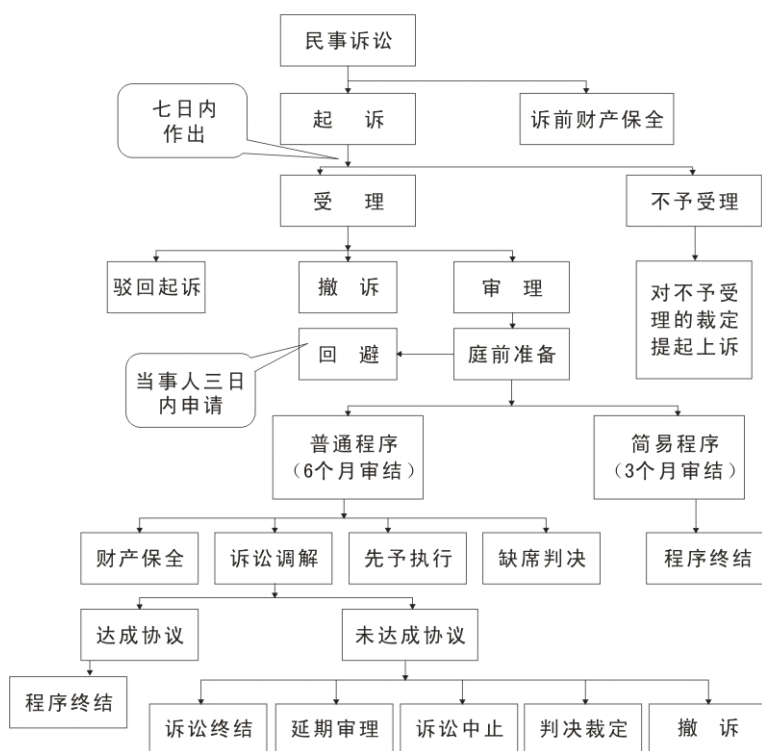 民事诉讼
七日内
作出
起 诉
诉前财产保全
受 理
不予受理
驳回起诉
撤 诉
审 理
对不予受
理的裁定
提起上诉
回 避
庭前准备
当事人三日
内申请
普通程序
（6个月审结）
简易程序
（3个月审结）
财产保全
诉讼调解
先予执行
缺席判决
程序终结
达成协议
未达成协议
程序终结
诉讼终结
延期审理
诉讼中止
判决裁定
撤 诉